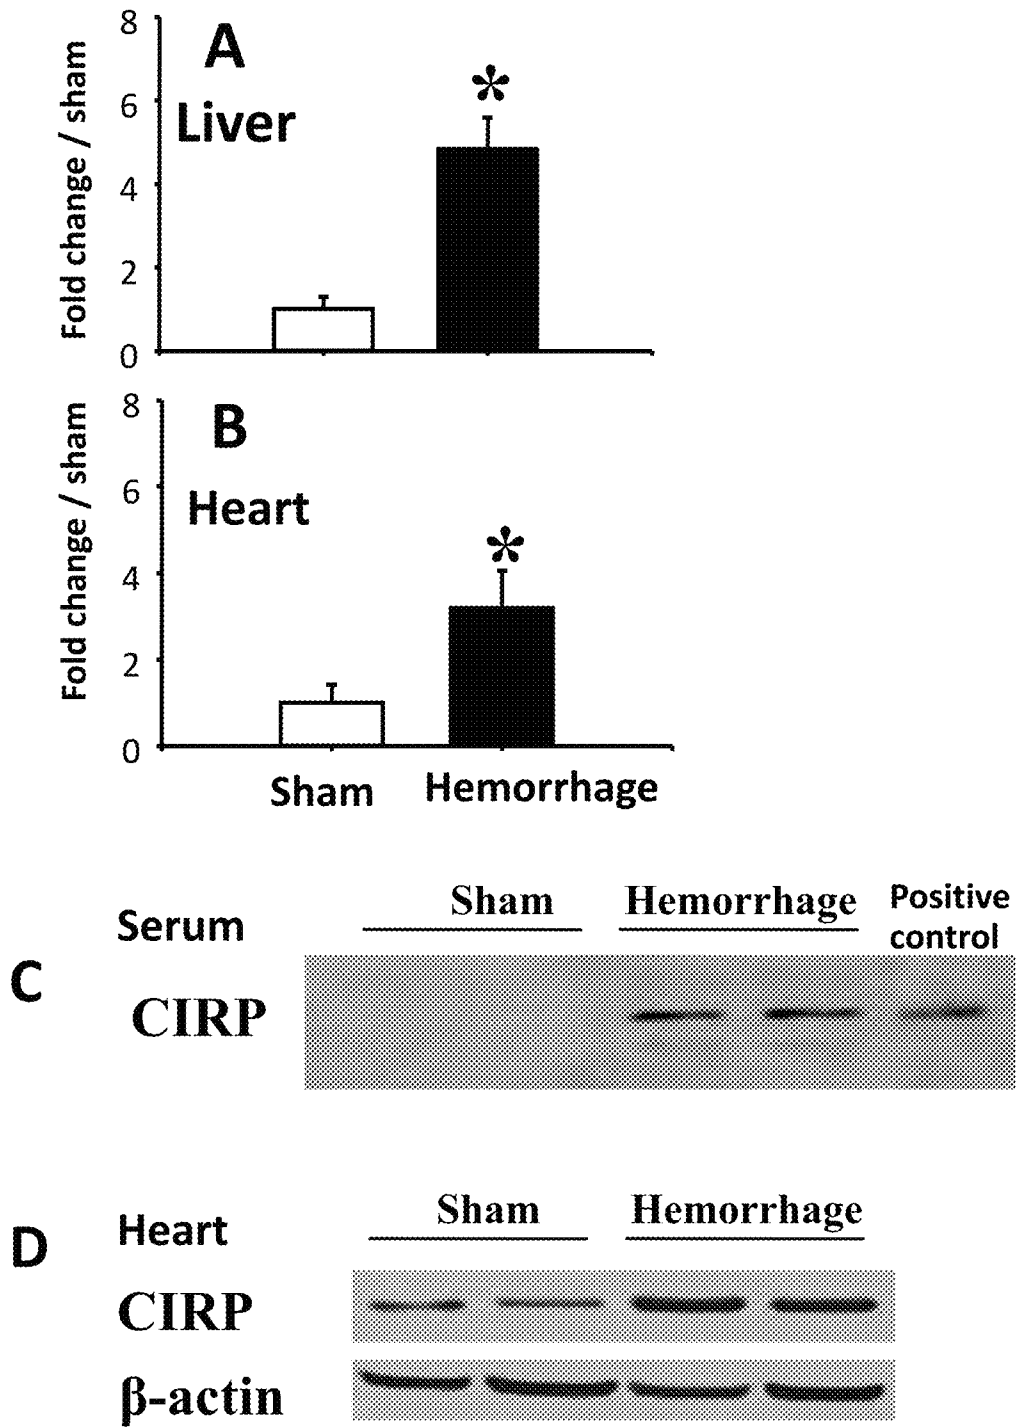 A
Liver
Fold change / sham
8
6
4
2
0
*
B
Heart
Fold change / sham
8
6
4
2
0
*
Sham Hemorrhage
C
Serum
Sham Hemorrhage Positive control
CIRP
D
Heart
Sham Hemorrhage
CIRP
β-actin